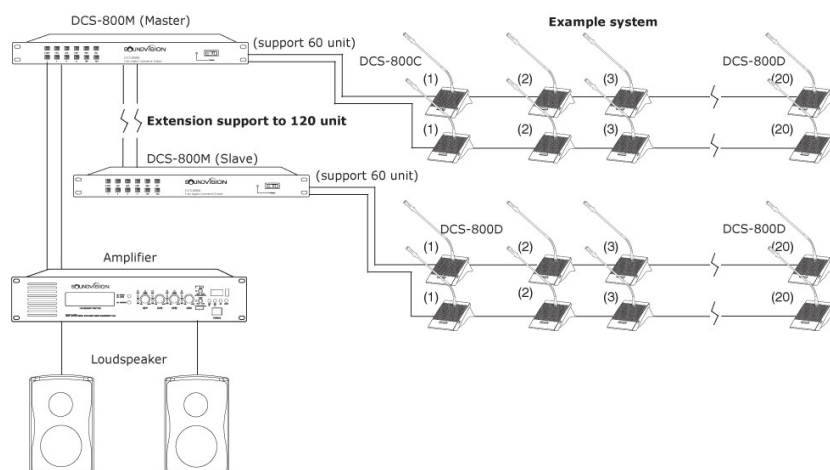 DCS-800M (Master)
Example system
SOUNDVISION
(support 60 unit)
DCS-800C
DCS-800D
(1)
(2)
(3)
(20)
Extension support to 120 unit
(1)
(2)
(3)
(20)
DCS-800M (Slave)
(support 60 unit)
SOUNDVISION
DCS-800D
DCS-800D
(1)
(2)
(3)
(20)
Amplifier
SOUNDVISION
(1)
(2)
(3)
(20)
Loudspeaker